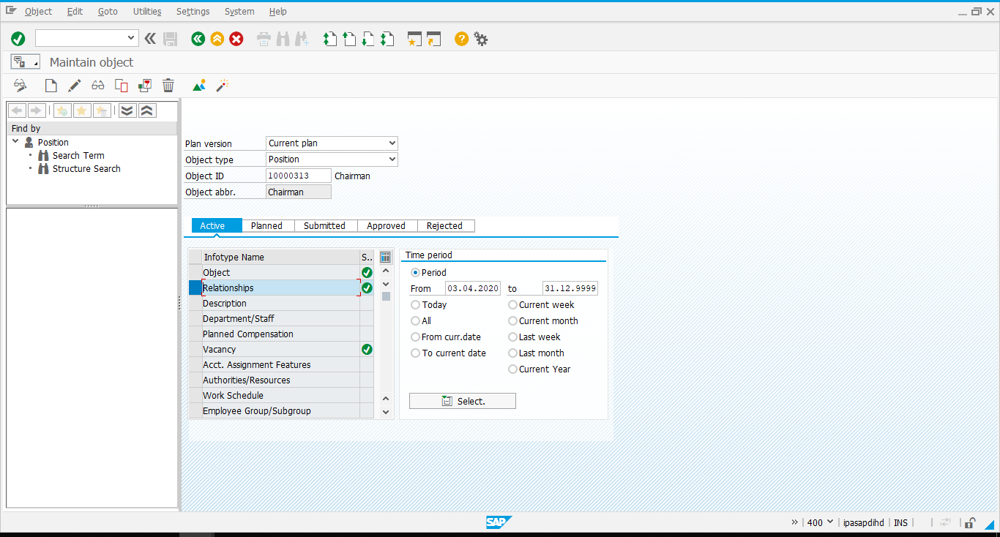 Object Edit Goto Utilities Settings System Help
Maintain object
Find by
Position
Search Term
Structure Search
Plan version Current plan
Object type Position
Object ID 10000313 Chairman
Object abbr. Chairman
Active Planned Submitted Approved Rejected
Infotype Name S..
Object
Relationships
Description
Department/Staff
Planned Compensation
Vacancy
Acct. Assignment Features
Authorities/Resources
Work Schedule
Employee Group/Subgroup
Time period
Period
From 03.04.2020 to 31.12.9999
Today Current week
All Current month
From curr.date Last week
To current date Last month
Current Year
Select.
SAP
400 ipasapdihd INS